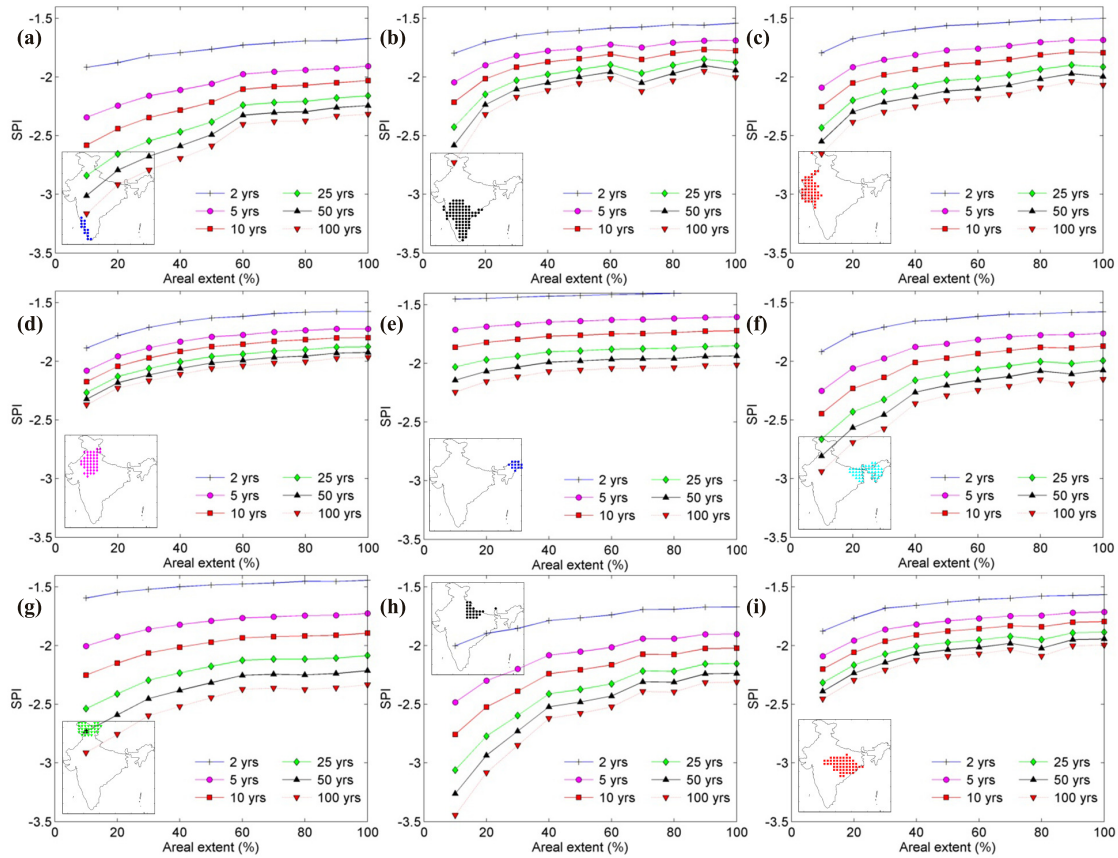 (a)
-1.5
-2
-2.5
-3
-3.5
SPI
2 yrs 25 yrs
5 yrs 50 yrs
10 yrs 100 yrs
0 20 40 60 80 100
Areal extent (%)
(b)
-1.5
-2
-2.5
-3
-3.5
SPI
2 yrs 25 yrs
5 yrs 50 yrs
10 yrs 100 yrs
0 20 40 60 80 100
Areal extent (%)
(c)
-1.5
-2
-2.5
-3
-3.5
SPI
2 yrs 25 yrs
5 yrs 50 yrs
10 yrs 100 yrs
0 20 40 60 80 100
Areal extent (%)
(d)
-1.5
-2
-2.5
-3
-3.5
SPI
2 yrs 25 yrs
5 yrs 50 yrs
10 yrs 100 yrs
0 20 40 60 80 100
Areal extent (%)
(e)
-1.5
-2
-2.5
-3
-3.5
SPI
2 yrs 25 yrs
5 yrs 50 yrs
10 yrs 100 yrs
0 20 40 60 80 100
Areal extent (%)
(f)
-1.5
-2
-2.5
-3
-3.5
SPI
2 yrs 25 yrs
5 yrs 50 yrs
10 yrs 100 yrs
0 20 40 60 80 100
Areal extent (%)
(g)
-1.5
-2
-2.5
-3
-3.5
SPI
2 yrs 25 yrs
5 yrs 50 yrs
10 yrs 100 yrs
0 20 40 60 80 100
Areal extent (%)
(h)
-1.5
-2
-2.5
-3
-3.5
SPI
2 yrs 25 yrs
5 yrs 50 yrs
10 yrs 100 yrs
0 20 40 60 80 100
Areal extent (%)
(i)
-1.5
-2
-2.5
-3
-3.5
SPI
2 yrs 25 yrs
5 yrs 50 yrs
10 yrs 100 yrs
0 20 40 60 80 100
Areal extent (%)